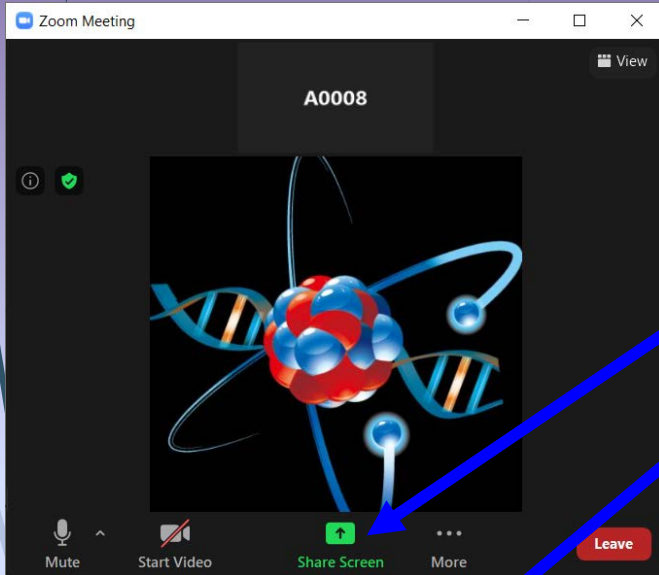 Zoom Meeting
View
A0008
Mute
Start Video
Share Screen
More
Leave